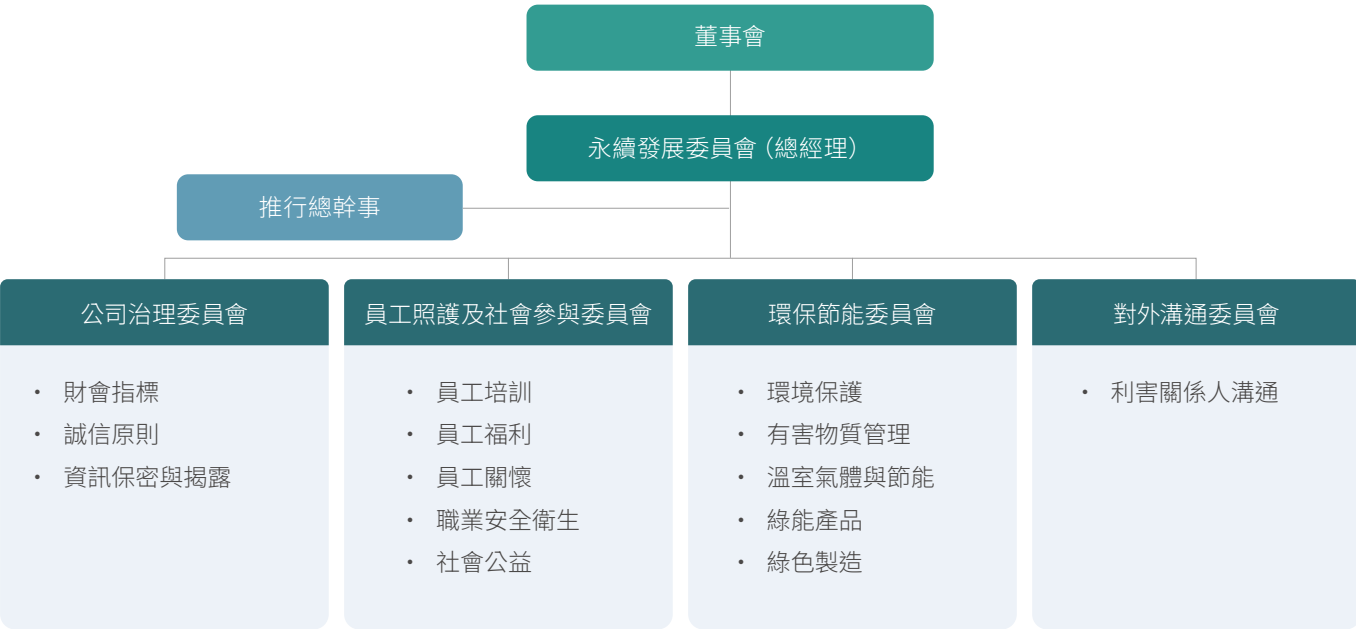 董事會
永續發展委員會（總經理）
推行總幹事
公司治理委員會
• 財會指標
• 誠信原則
• 資訊保密與揭露
員工照護及社會參與委員會
• 員工培訓
• 員工福利
• 員工關懷
• 職業安全衛生
• 社會公益
環保節能委員會
• 環境保護
• 有害物質管理
• 溫室氣體與節能
• 綠能產品
• 綠色製造
對外溝通委員會
• 利害關係人溝通